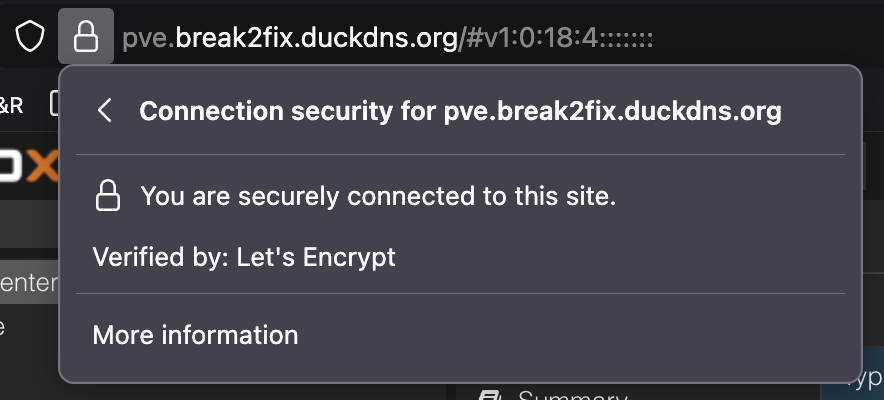 pve.break2fix.duckdns.org/#v1:0:18:4:::::::
&R
Connection security for pve.break2fix.duckdns.org
OX
You are securely connected to this site.
Verified by: Let's Encrypt
enter
e
More information
Summary
yp